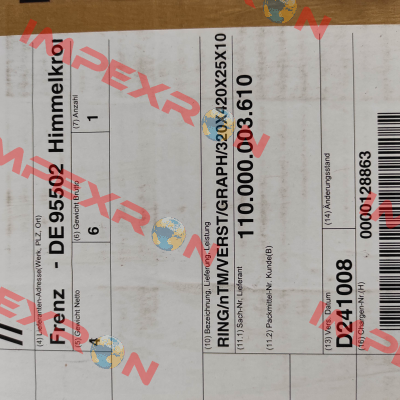 (4) Lieferanten-Adresse(Werk, PLZ, Ort)
Frenz - DE 95502 Himmelkron
(5) Gewicht Netto
(6) Gewicht Brutto
(7) Anzahl
4
6
1
(10) Bezeichnung, Lieferung, Leistung
RING/nTM/VERST/GRAPH/320X420X25X10
(11.1) Sach-Nr. Lieferant
110.000.003.610
(11.2) Packmittel-Nr. Kunde(B)
(13) Vers. Datum
D241008
(14) Änderungsstand
(16) Chargen-Nr.(H)
0000128863
IMPEXRON
IMPEXRON
IMPEXRON